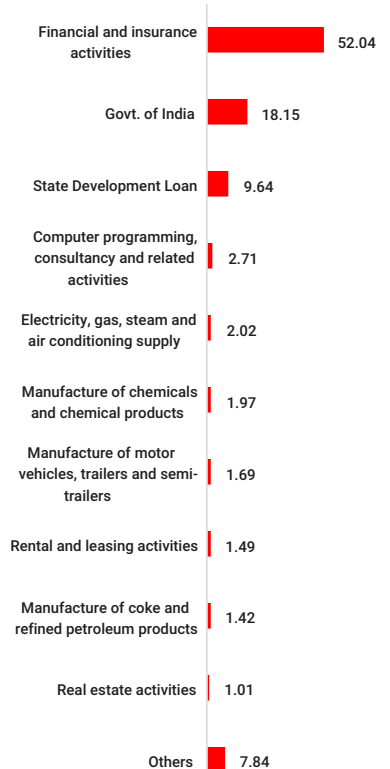 Financial and insurance
activities
52.04
Govt. of India
18.15
State Development Loan
9.64
Computer programming,
consultancy and related
activities
2.71
Electricity, gas, steam and
air conditioning supply
2.02
Manufacture of chemicals
and chemical products
1.97
Manufacture of motor
vehicles, trailers and semi-
trailers
1.69
Rental and leasing activities
1.49
Manufacture of coke and
refined petroleum products
1.42
Real estate activities
1.01
Others
7.84